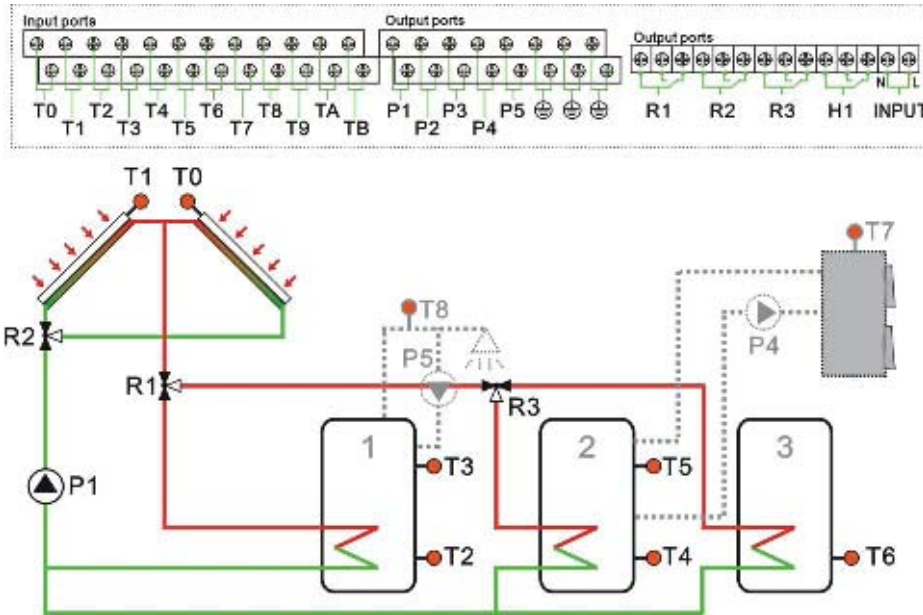 Input ports
Output ports
Output ports
T0 T2 T4 T6 T8 TA P1 P3 P5
T1 T3 T5 T7 T9 TB P2 P4
R1 R2 R3 H1 N L INPUT
T1 T0
T7
T8
R2
P5
P4
R1
R3
1 2 3
T3 T5
P1
T2 T4 T6